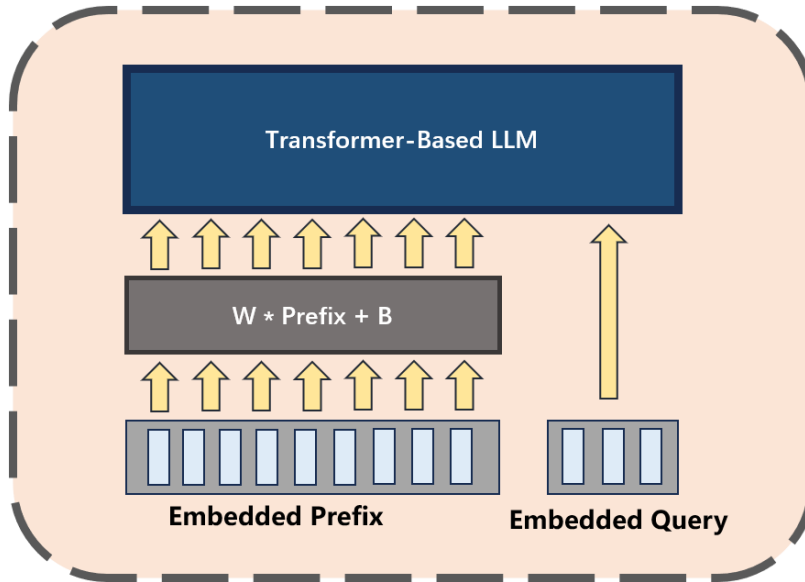 Transformer-Based LLM
W * Prefix + B
Embedded Prefix
Embedded Query